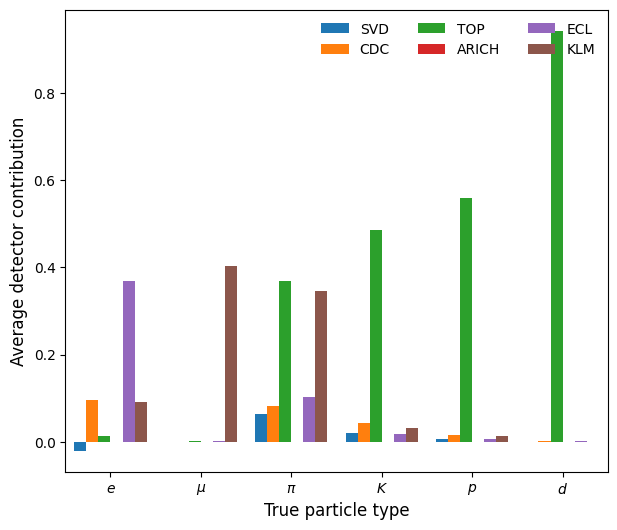 SVD
CDC
TOP
ARICH
ECL
KLM
Average detector contribution
0.8
0.6
0.4
0.2
0.0
e
μ
π
K
p
d
True particle type